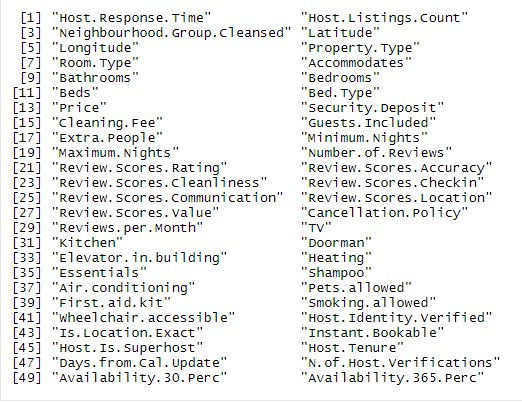 [1] "Host.Response.Time" "Host.Listings.Count"
[3] "Neighbourhood.Group.Cleansed" "Latitude"
[5] "Longitude" "Property.Type"
[7] "Room.Type" "Accommodates"
[9] "Bathrooms" "Bedrooms"
[11] "Beds" "Bed.Type"
[13] "Price" "Security.Deposit"
[15] "Cleaning.Fee" "Guests.Included"
[17] "Extra.People" "Minimum.Nights"
[19] "Maximum.Nights" "Number.of.Reviews"
[21] "Review.Scores.Rating" "Review.Scores.Accuracy"
[23] "Review.Scores.Cleanliness" "Review.Scores.Checkin"
[25] "Review.Scores.Communication" "Review.Scores.Location"
[27] "Review.Scores.Value" "Cancellation.Policy"
[29] "Reviews.per.Month" "TV"
[31] "Kitchen" "Doorman"
[33] "Elevator.in.building" "Heating"
[35] "Essentials" "Shampoo"
[37] "Air.conditioning" "Pets.allowed"
[39] "First.aid.kit" "Smoking.allowed"
[41] "Wheelchair.accessible" "Host.Identity.Verified"
[43] "Is.Location.Exact" "Instant.Bookable"
[45] "Host.Is.Superhost" "Host.Tenure"
[47] "Days.from.Cal.Update" "N.of.Host.Verifications"
[49] "Availability.30.Perc" "Availability.365.Perc"